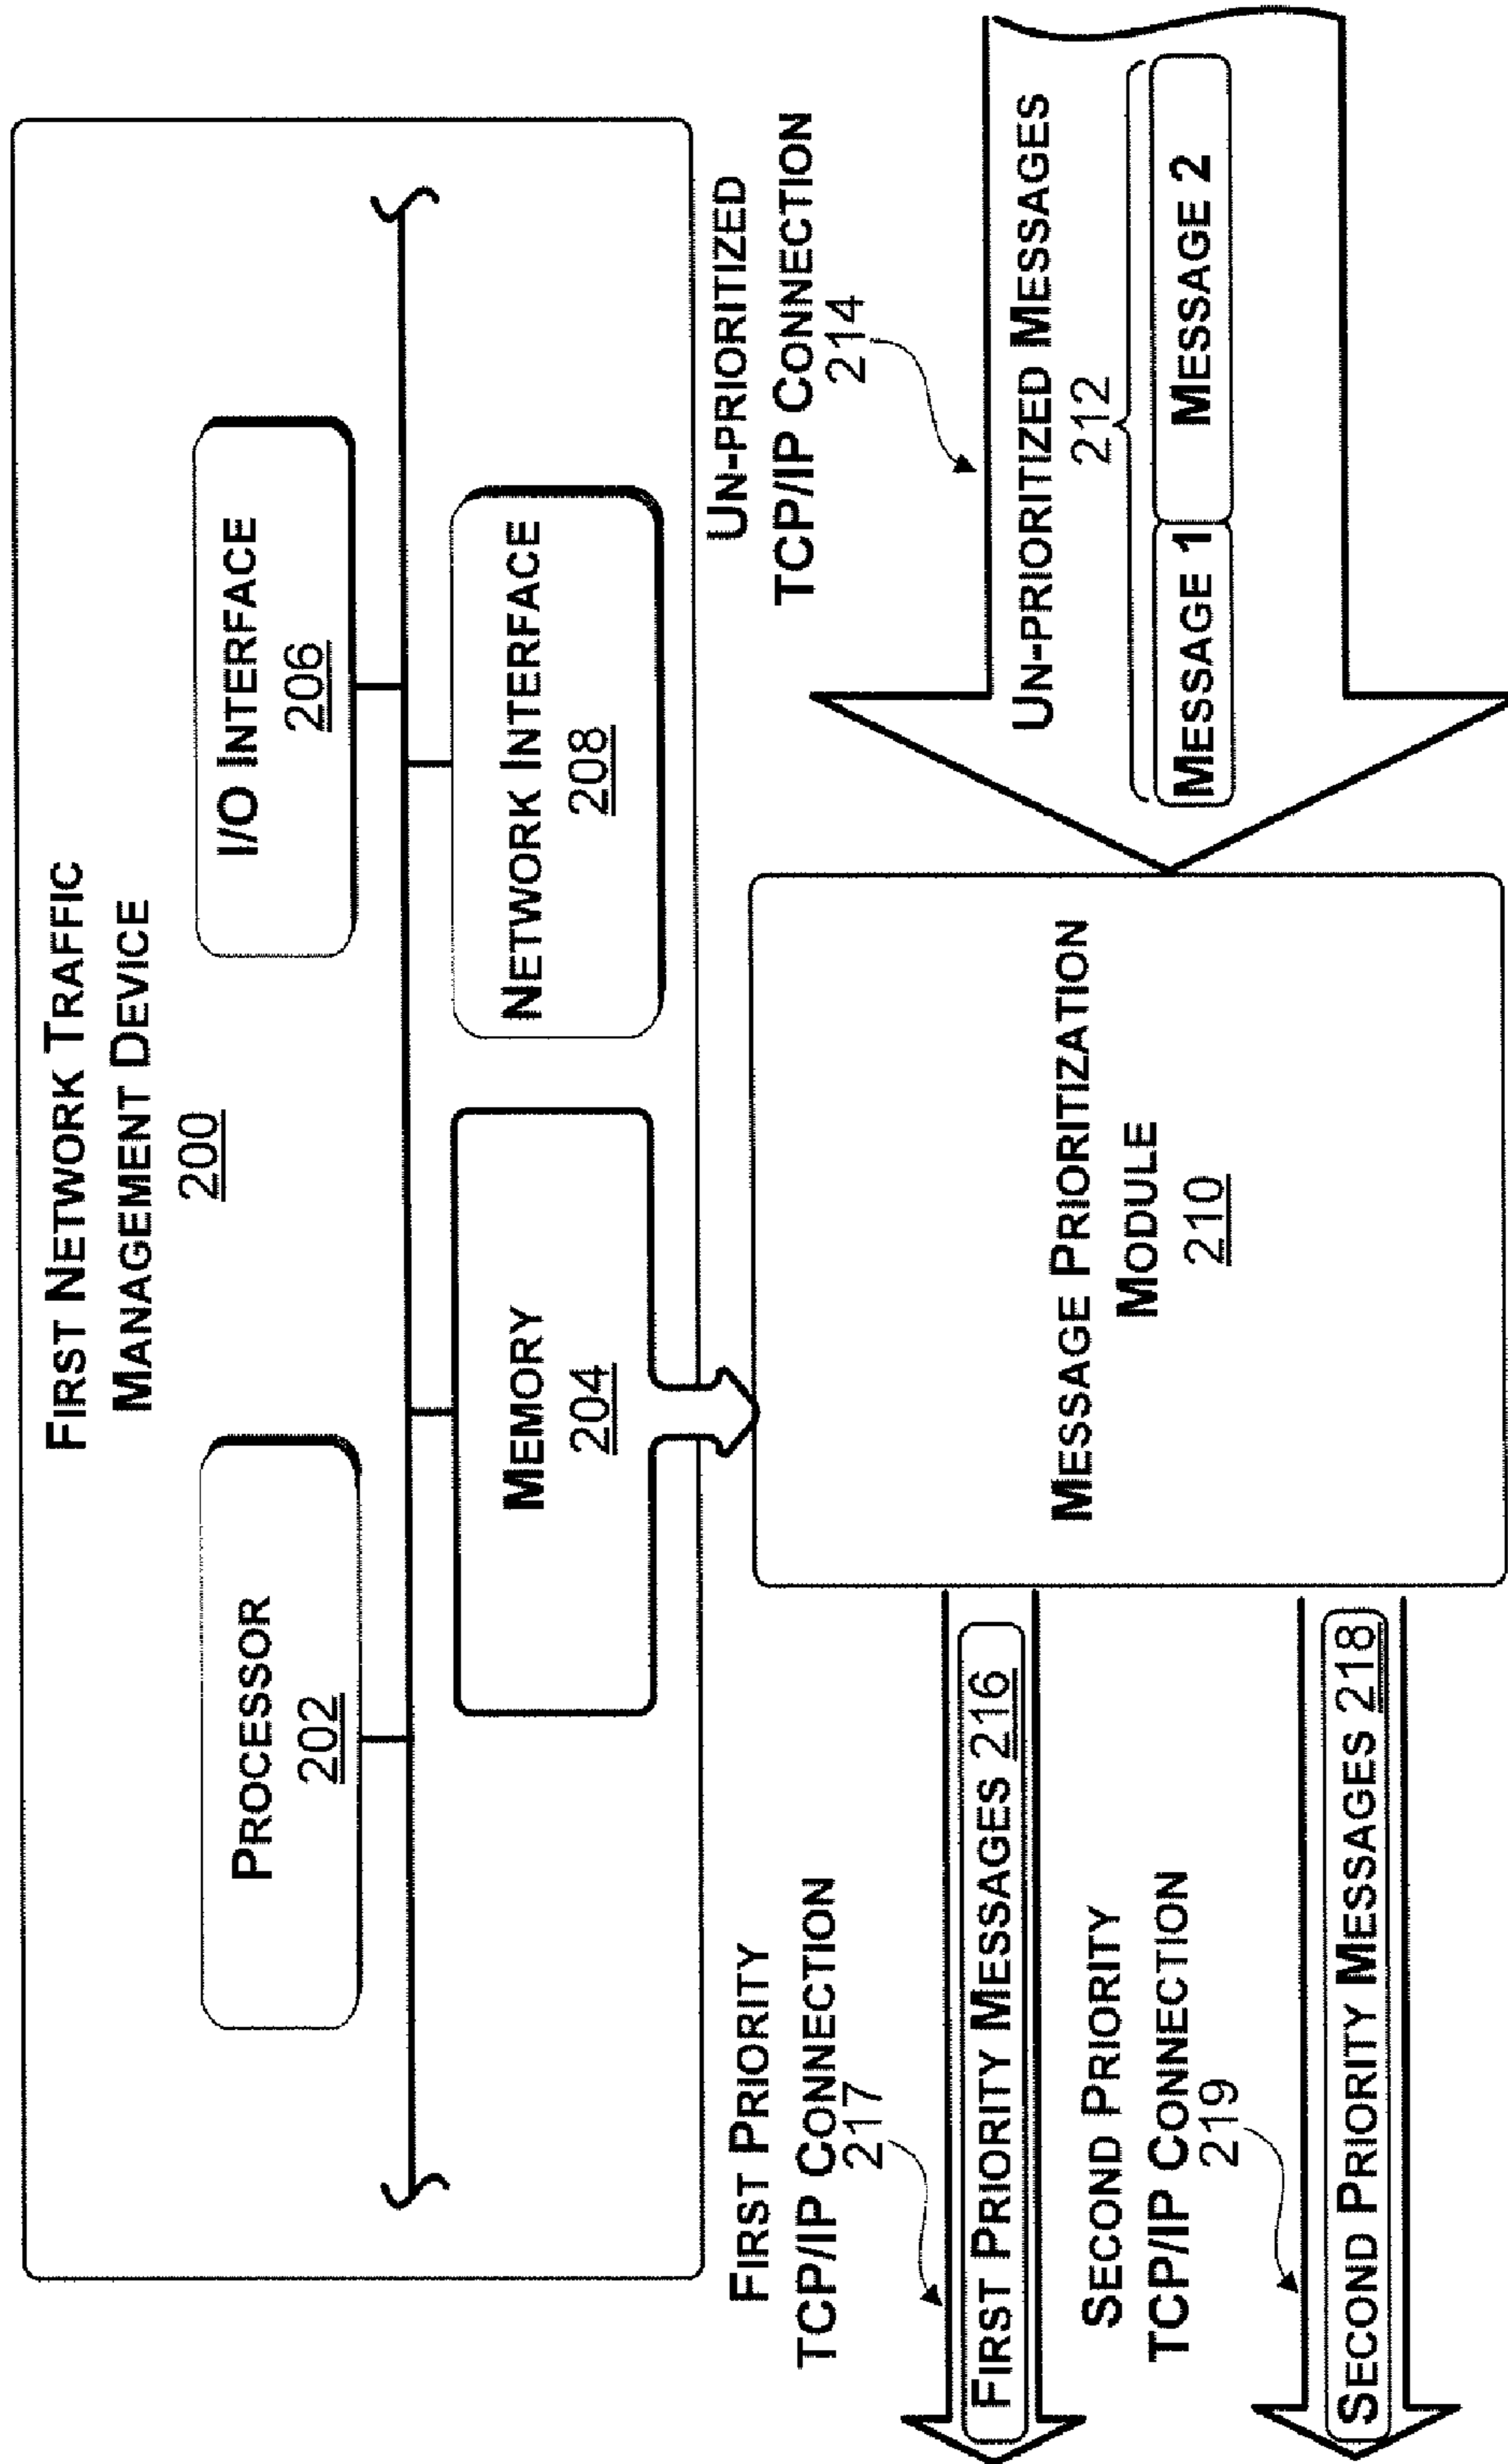 FIRST NETWORK TRAFFIC
MANAGEMENT DEVICE
200
PROCESSOR
202
I/O INTERFACE
206
MEMORY
204
NETWORK INTERFACE
208
UN-PRIORITIZED
TCP/IP CONNECTION
214
UN-PRIORITIZED MESSAGES
212
MESSAGE 1
MESSAGE 2
MESSAGE PRIORITIZATION
MODULE
210
FIRST PRIORITY
TCP/IP CONNECTION
217
FIRST PRIORITY MESSAGES 216
SECOND PRIORITY
TCP/IP CONNECTION
219
SECOND PRIORITY MESSAGES 218